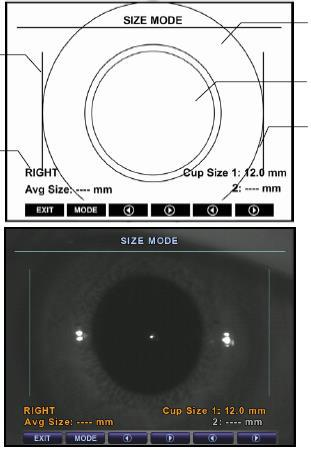 SIZE MODE
RIGHT Cup Size 1: 12.0 mm
Avg Size: ---- mm 2: ---- mm
EXIT MODE
SIZE MODE
RIGHT Cup Size 1: 12.0 mm
Avg Size: ---- mm 2: ---- mm
EXIT MODE